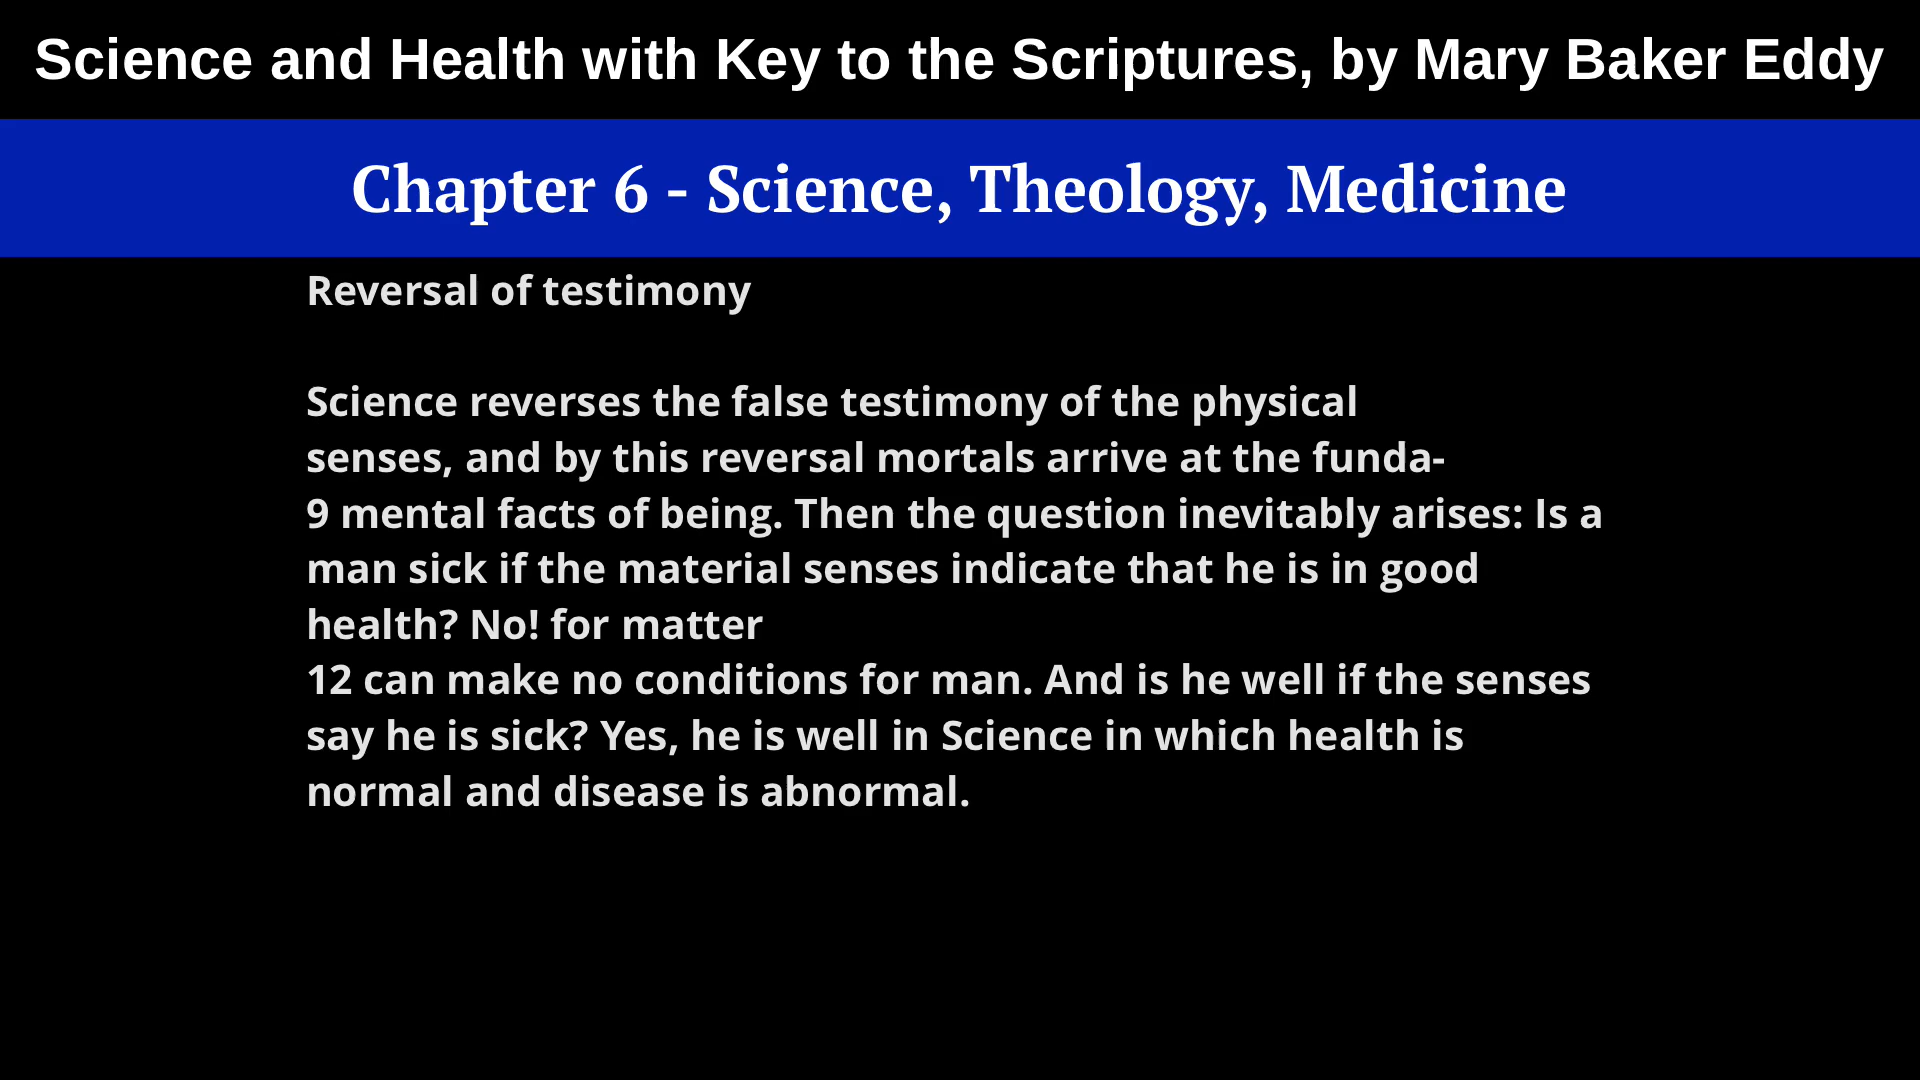 Science and Health with Key to the Scriptures, by Mary Baker Eddy
Chapter 6 - Science, Theology, Medicine
Reversal of testimony
Science reverses the false testimony of the physical
senses, and by this reversal mortals arrive at the funda-
9 mental facts of being. Then the question inevitably arises: Is a
man sick if the material senses indicate that he is in good
health? No! for matter
12 can make no conditions for man. And is he well if the senses
say he is sick? Yes, he is well in Science in which health is
normal and disease is abnormal.